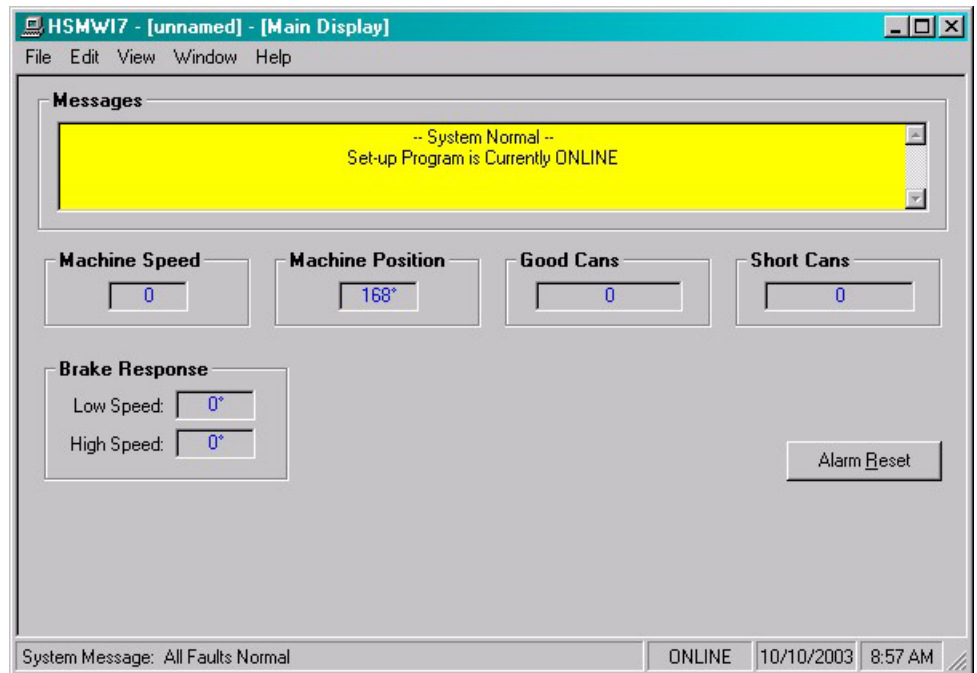 HSMWI7 - [unnamed] - [Main Display]
File Edit View Window Help
Messages
-- System Normal --
Set-up Program is Currently ONLINE
Machine Speed Machine Position Good Cans Short Cans
0 168° 0 0
Brake Response
Low Speed: 0°
High Speed: 0°
Alarm Reset
System Message: All Faults Normal ONLINE 10/10/2003 8:57 AM